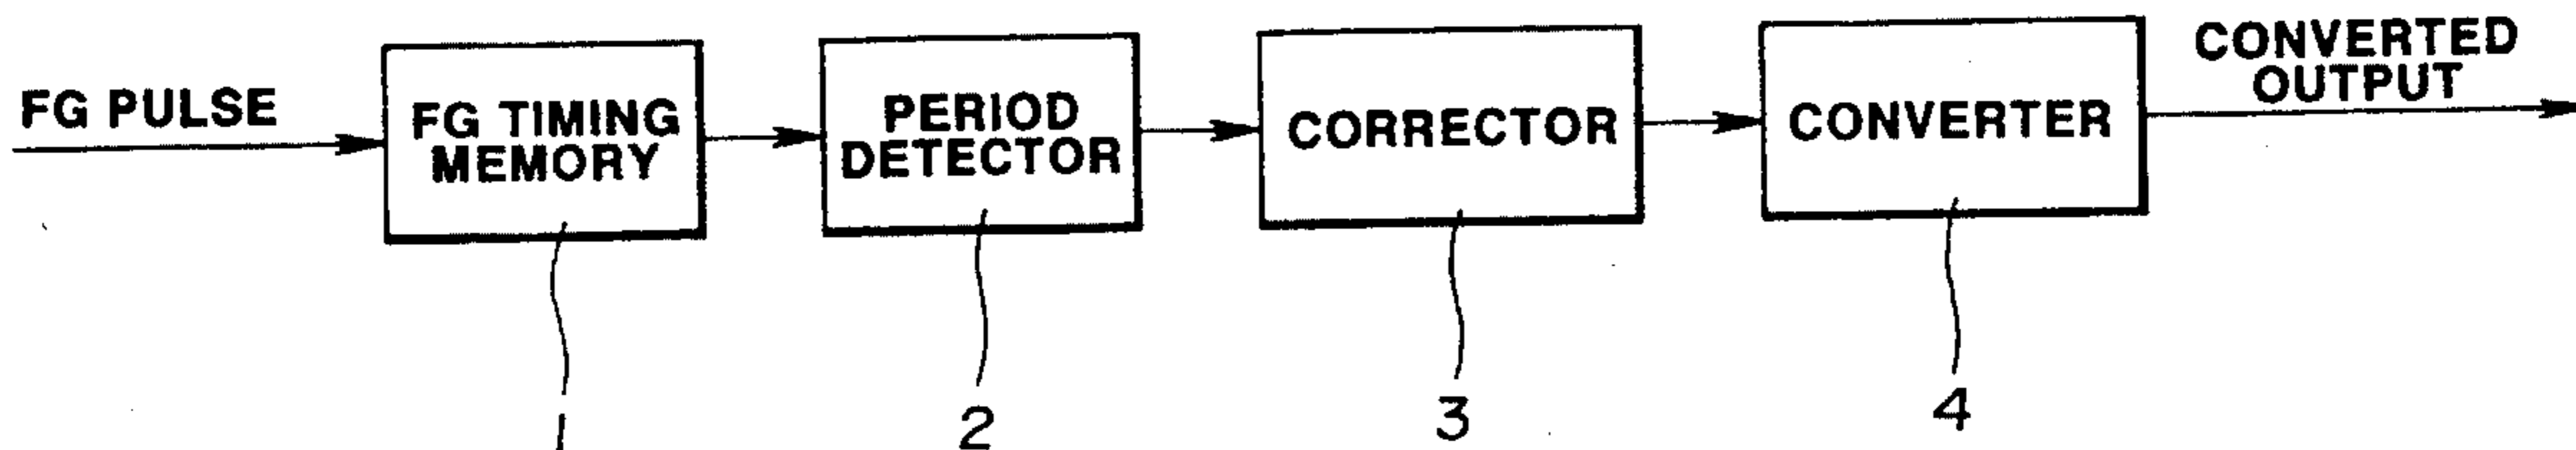 FG PULSE
FG TIMING
MEMORY
PERIOD
DETECTOR
CORRECTOR
CONVERTER
CONVERTED
OUTPUT
1
2
3
4